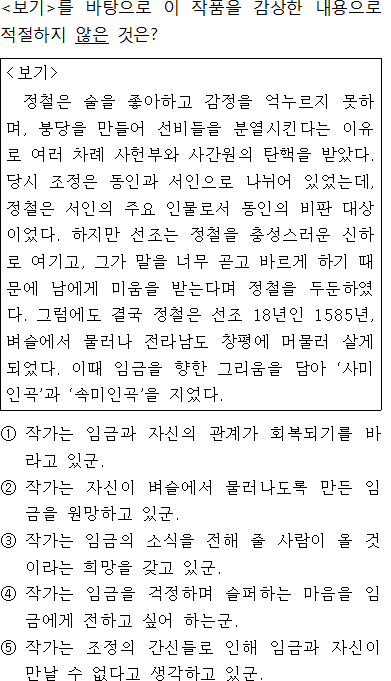 <보기>를 바탕으로 이 작품을 감상한 내용으로
적절하지 않은 것은?
<보기>
정철은 술을 좋아하고 감정을 억누르지 못하
며, 붕당을 만들어 선비들을 분열시킨다는 이유
로 여러 차례 사헌부와 사간원의 탄핵을 받았다.
당시 조정은 동인과 서인으로 나뉘어 있었는데,
정철은 서인의 주요 인물로서 동인의 비판 대상
이었다. 하지만 선조는 정철을 충성스러운 신하
로 여기고, 그가 말을 너무 곧고 바르게 하기 때
문에 남에게 미움을 받는다며 정철을 두둔하였
다. 그럼에도 결국 정철은 선조 18년인 1585년,
벼슬에서 물러나 전라남도 창평에 머물러 살게
되었다. 이때 임금을 향한 그리움을 담아 ‘사미
인곡’과 ‘속미인곡’을 지었다.
① 작가는 임금과 자신의 관계가 회복되기를 바
라고 있군.
② 작가는 자신이 벼슬에서 물러나도록 만든 임
금을 원망하고 있군.
③ 작가는 임금의 소식을 전해 줄 사람이 올 것
이라는 희망을 갖고 있군.
④ 작가는 임금을 걱정하며 슬퍼하는 마음을 임
금에게 전하고 싶어 하는군.
⑤ 작가는 조정의 간신들로 인해 임금과 자신이
만날 수 없다고 생각하고 있군.